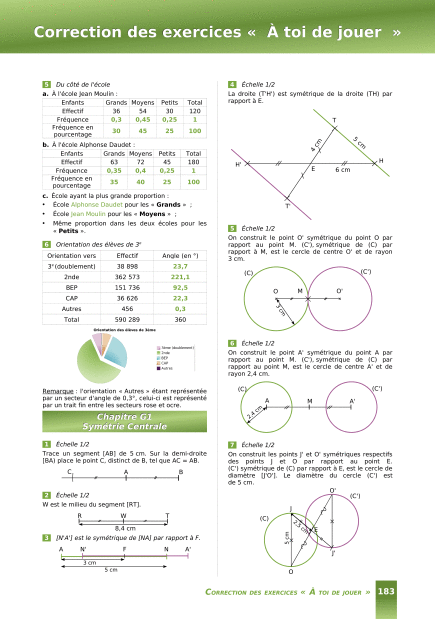 Correction des exercices « À toi de jouer »
5 Du côté de l'école
a. À l'école Jean Moulin :
Enfants Grands Moyens Petits Total
Effectif 36 54 30 120
Fréquence 0,3 0,45 0,25 1
Fréquence en
pourcentage 30 45 25 100
b. À l'école Alphonse Daudet :
Enfants Grands Moyens Petits Total
Effectif 63 72 45 180
Fréquence 0,35 0,4 0,25 1
Fréquence en
pourcentage 35 40 25 100
c. École ayant la plus grande proportion :
• École Alphonse Daudet pour les « Grands » ;
• École Jean Moulin pour les « Moyens » ;
• Même proportion dans les deux écoles pour les
« Petits ».
6 Orientation des élèves de 3e
Orientation vers Effectif Angle (en °)
3°(doublement) 38 898 23,7
2nde 362 573 221,1
BEP 151 736 92,5
CAP 36 626 22,3
Autres 456 0,3
Total 590 289 360
Orientation des élèves de 3ème
3ème (doublement)
2nde
BEP
CAP
Autres
Remarque : l'orientation « Autres » étant représentée
par un secteur d'angle de 0,3°, celui-ci est représenté
par un trait fin entre les secteurs rose et ocre.
Chapitre G1
Symétrie Centrale
1 Échelle 1/2
Trace un segment [AB] de 5 cm. Sur la demi-droite
[BA) place le point C, distinct de B, tel que AC = AB.
C A B
2 Échelle 1/2
W est le milieu du segment [RT].
R W T
8,4 cm
3 [N'A'] est le symétrique de [NA] par rapport à F.
A N' F N A'
3 cm
5 cm
4 Échelle 1/2
La droite (T'H') est symétrique de la droite (TH) par
rapport à E.
T
4 cm
5 cm
H'
H
E
6 cm
T'
5 Échelle 1/2
On construit le point O' symétrique du point O par
rapport au point M. (C'), symétrique de (C) par
rapport à M, est le cercle de centre O' et de rayon
3 cm.
(C) (C')
O M O'
3 cm
6 Échelle 1/2
On construit le point A' symétrique du point A par
rapport au point M. (C'), symétrique de (C) par
rapport au point M, est le cercle de centre A' et de
rayon 2,4 cm.
(C) (C')
A M A'
2,4 cm
7 Échelle 1/2
On construit les points J' et O' symétriques respectifs
des points J et O par rapport au point E.
(C') symétrique de (C) par rapport à E, est le cercle de
diamètre [J'O']. Le diamètre du cercle (C') est
de 5 cm.
O'
(C')
J
(C)
2,5 cm
E
5 cm
J'
O
CORRECTION DES EXERCICES « À TOI DE JOUER » 183